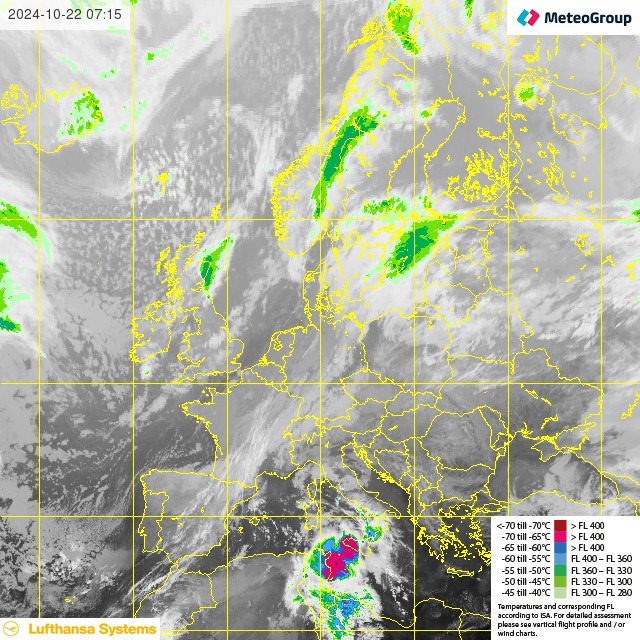 2024-10-22 07:15
MeteoGroup
<-70 till -70°C > FL 400
-70 till -65°C > FL 400
-65 till -60°C > FL 400
-60 till -55°C FL 400 – FL 360
-55 till -50°C FL 360 – FL 330
-50 till -45°C FL 330 – FL 300
-45 till -40°C FL 300 – FL 280
Temperatures and corresponding FL
according to ISA. For detailed assessment
please see vertical flight profile and / or
wind charts.
Lufthansa Systems